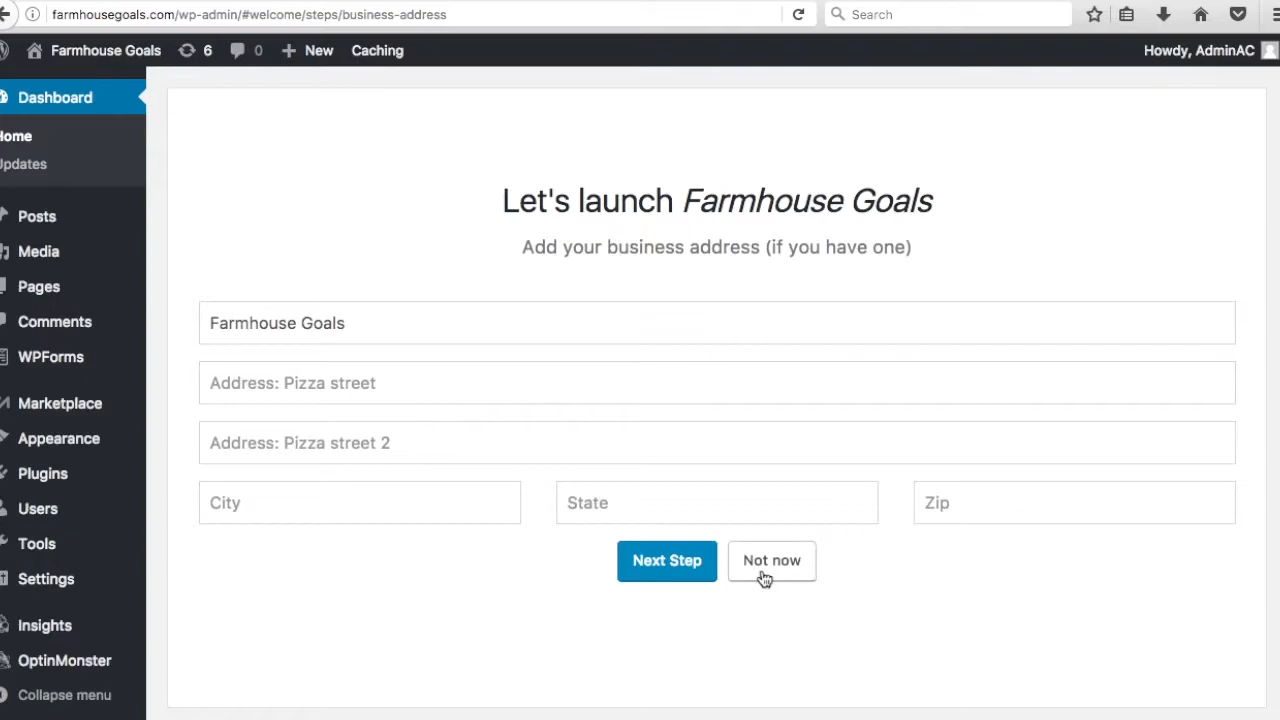 farmhousegoals.com/wp-admin/#welcome/steps/business-address
Search
Farmhouse Goals 6 0 New Caching
Howdy, AdminAC
Dashboard
Home
Updates
Posts
Media
Pages
Comments
WPForms
Marketplace
Appearance
Plugins
Users
Tools
Settings
Insights
OptinMonster
Collapse menu
Let's launch Farmhouse Goals
Add your business address (if you have one)
Farmhouse Goals
Address: Pizza street
Address: Pizza street 2
City State Zip
Next Step Not now